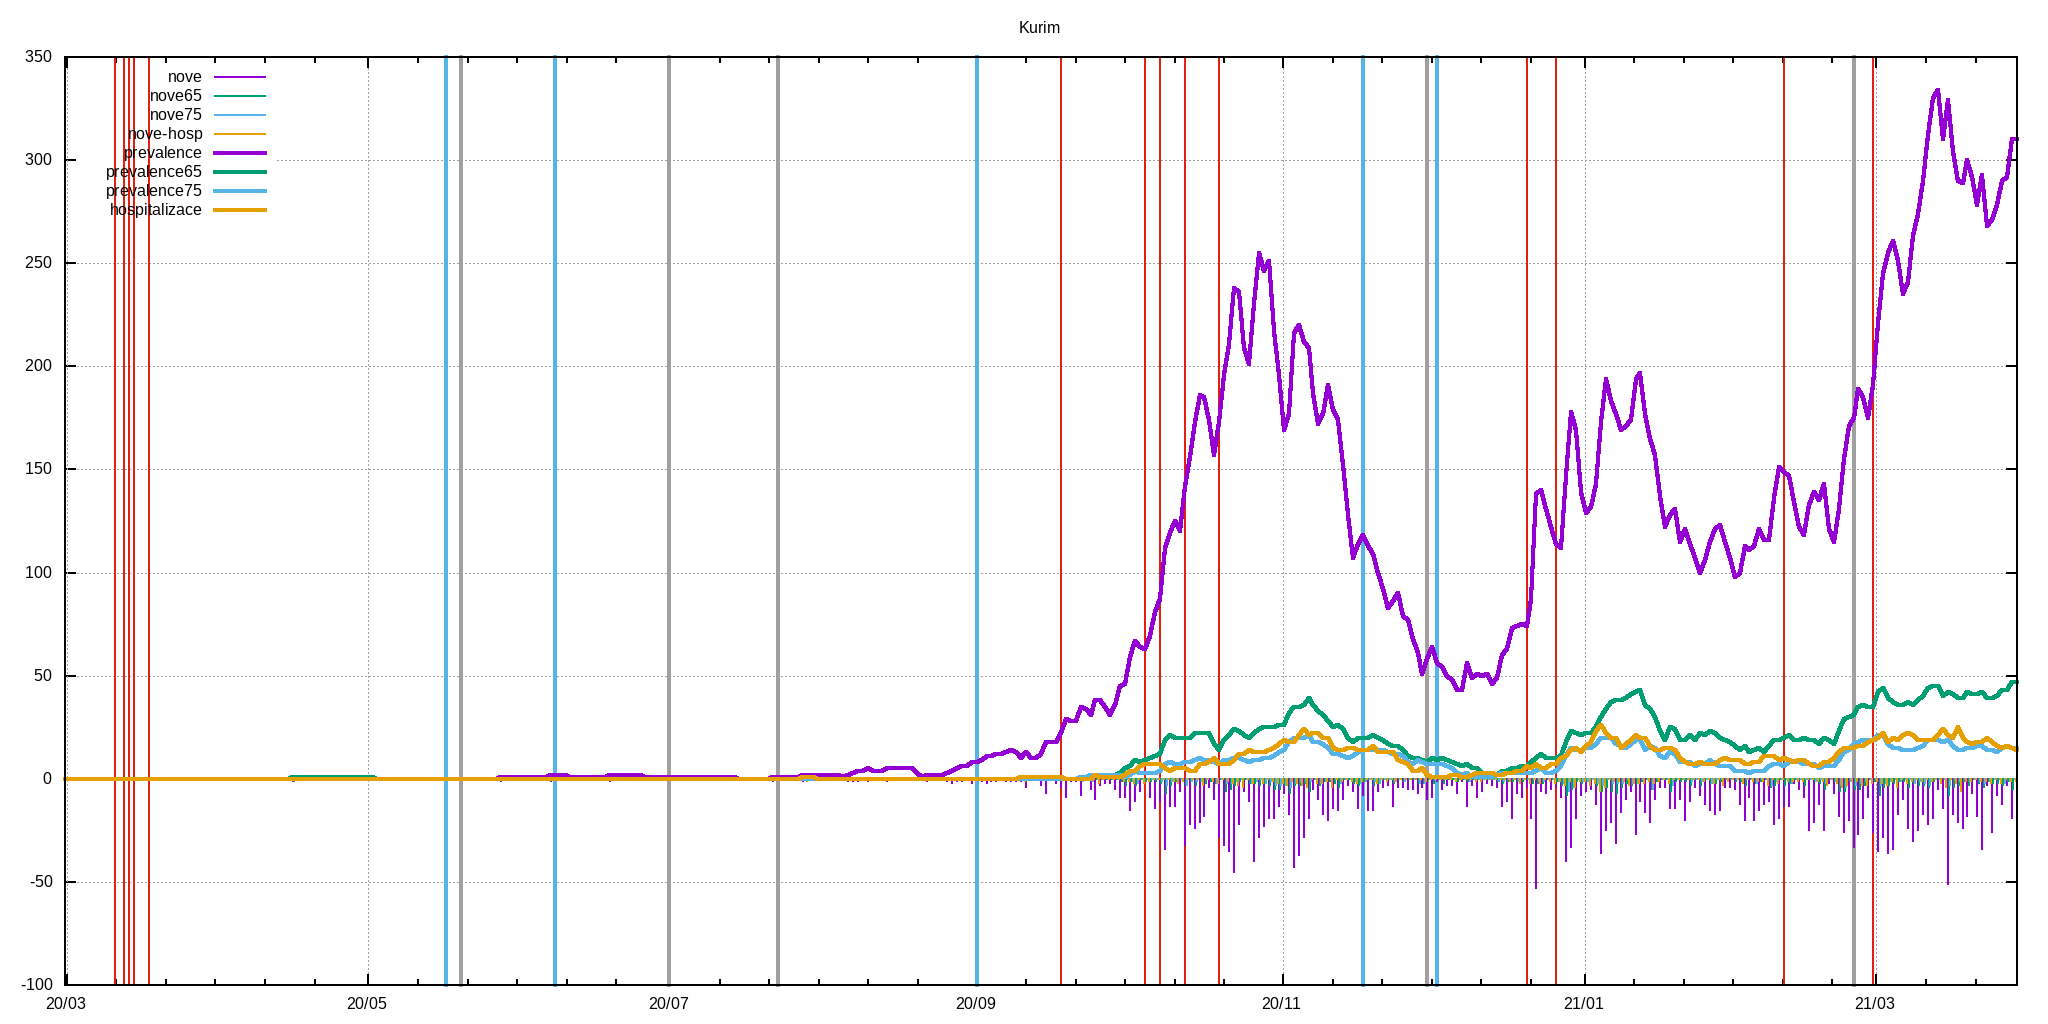 Kurim
350
300
250
200
150
100
50
0
-50
-100
nove
nove65
nove75
nove-hosp
prevalence
prevalence65
prevalence75
hospitalizace
20/03 20/05 20/07 20/09 20/11 21/01 21/03